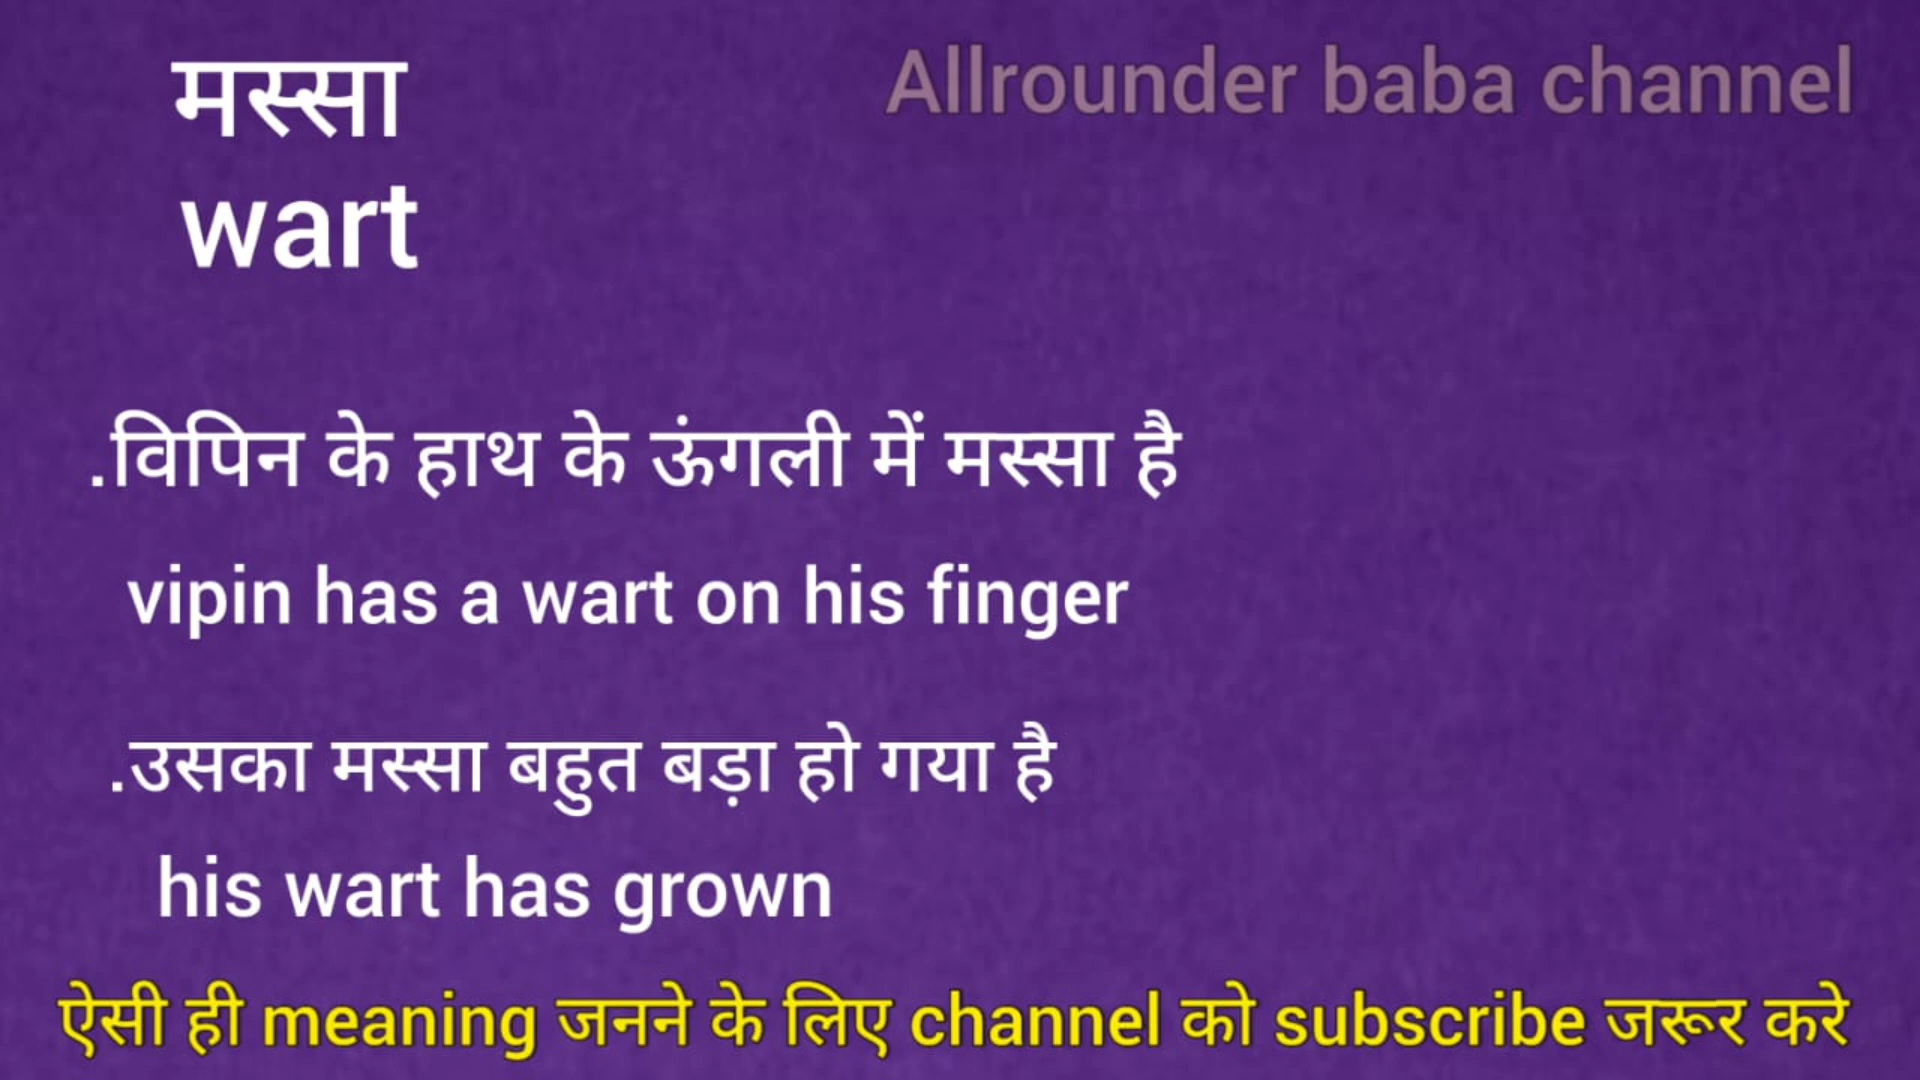 मस्सा
Allrounder baba channel
wart
.विपिन के हाथ के ऊंगली में मस्सा है
vipin has a wart on his finger
.उसका मस्सा बहुत बड़ा हो गया है
his wart has grown
ऐसी ही meaning जनने के लिए channel को subscribe जरूर करे